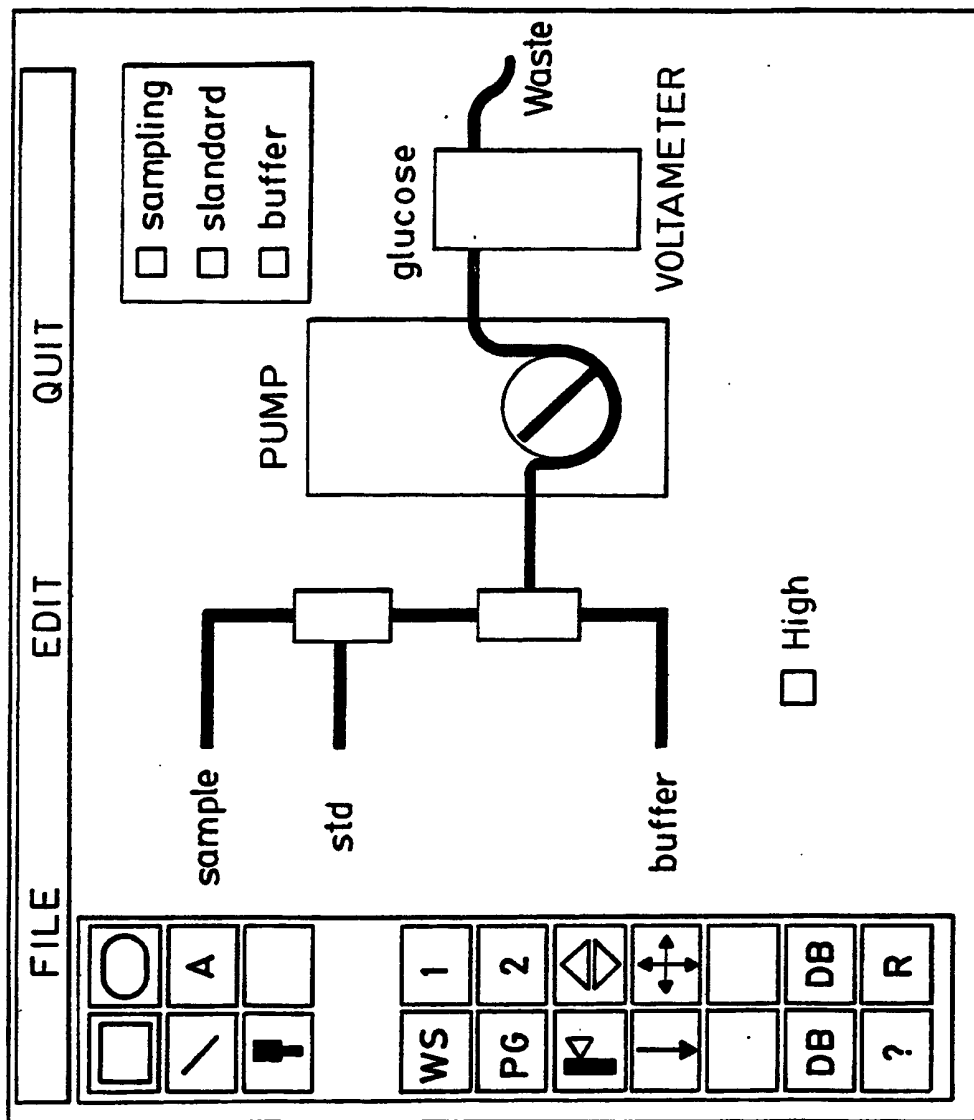 FILE EDIT QUIT
A
WS 1
PG 2
DB DB
? R
sample
std
buffer
PUMP
glucose
VOLTAMETER
Waste
sampling
slandard
buffer
High